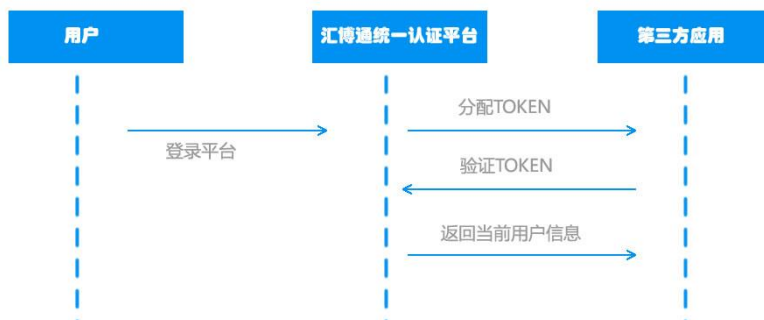 用户
汇博通统一认证平台
第三方应用
分配TOKEN
登录平台
验证TOKEN
返回当前用户信息